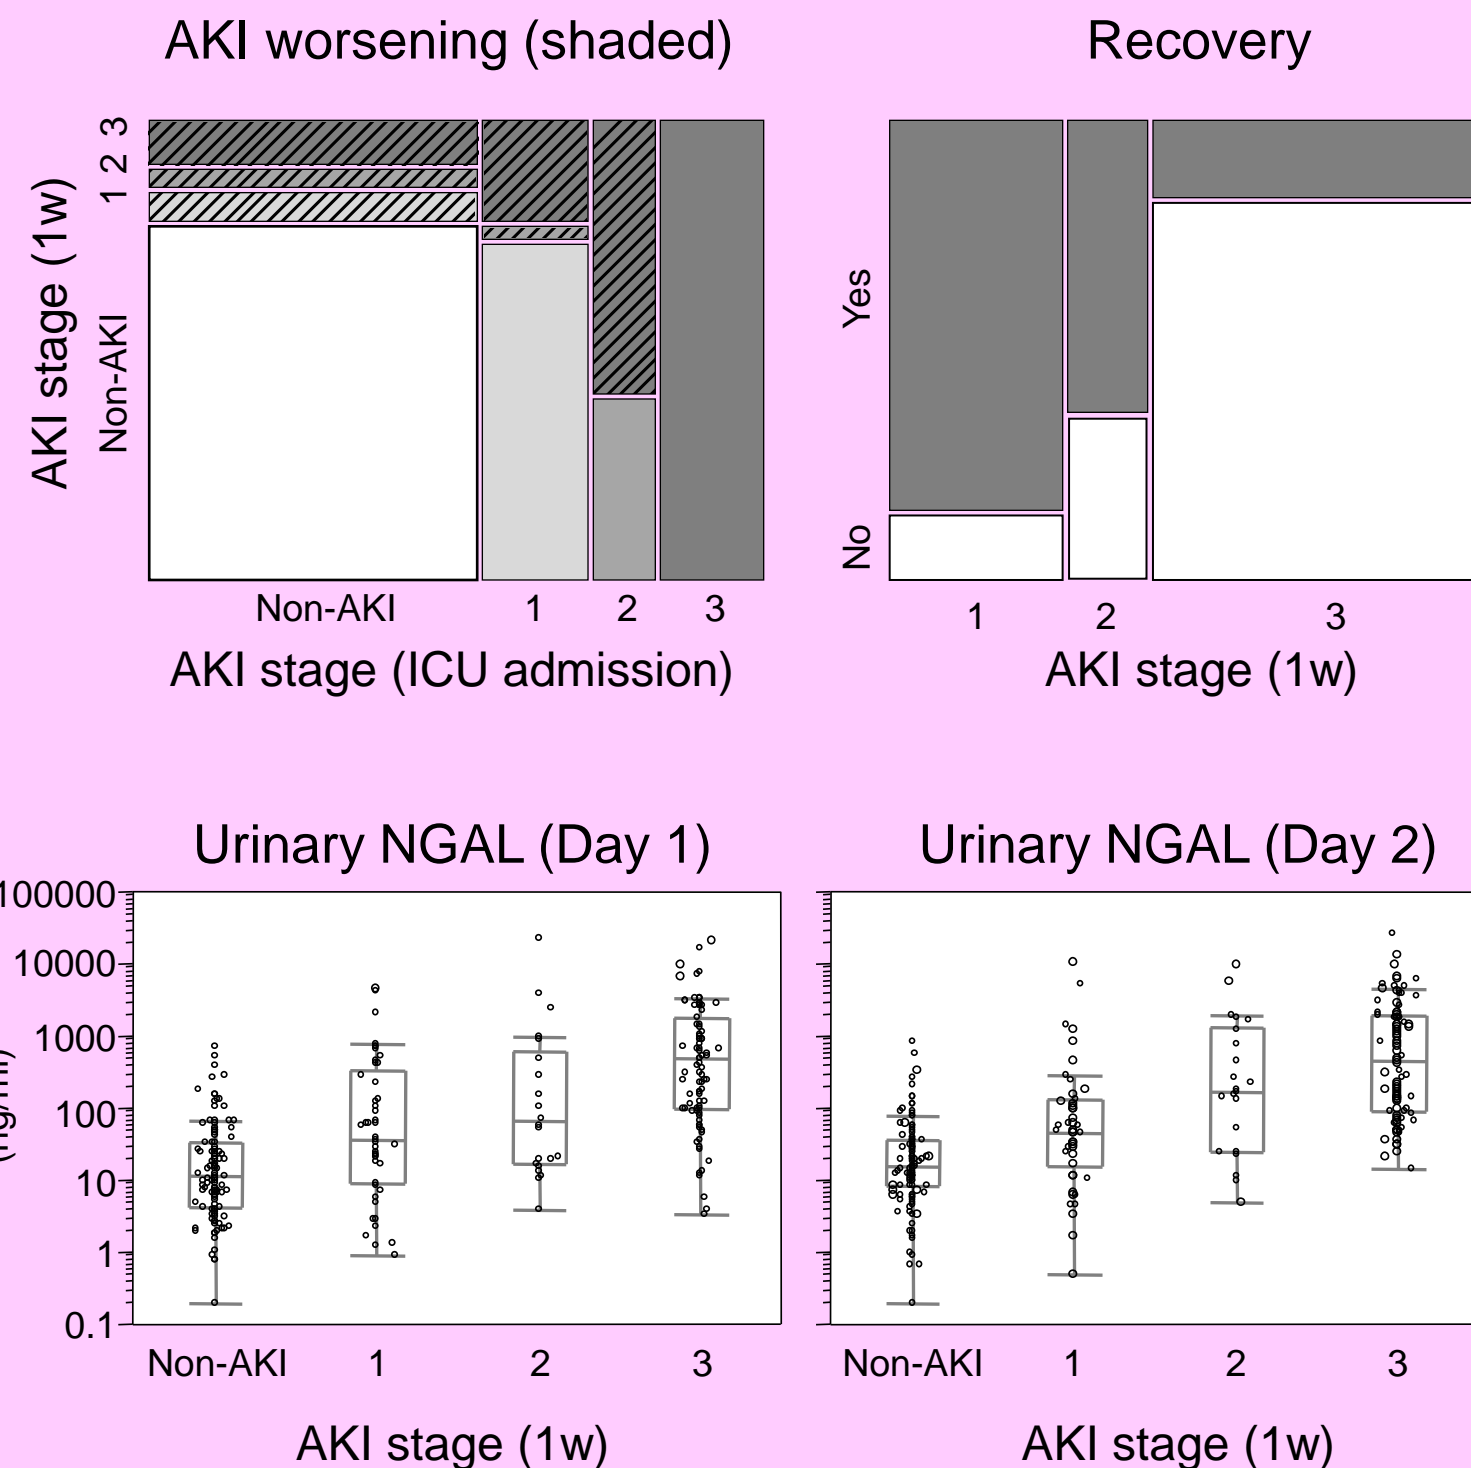 AKI worsening (shaded)
Recovery
AKI stage (1w)
Non-AKI 1 2 3
Non-AKI 1 2 3
AKI stage (ICU admission)
No Yes
1 2 3
AKI stage (1w)
Urinary NGAL (Day 1)
Urinary NGAL (Day 2)
100000
10000
1000
100
10
1
0.1
Non-AKI 1 2 3
AKI stage (1w)
Non-AKI 1 2 3
AKI stage (1w)